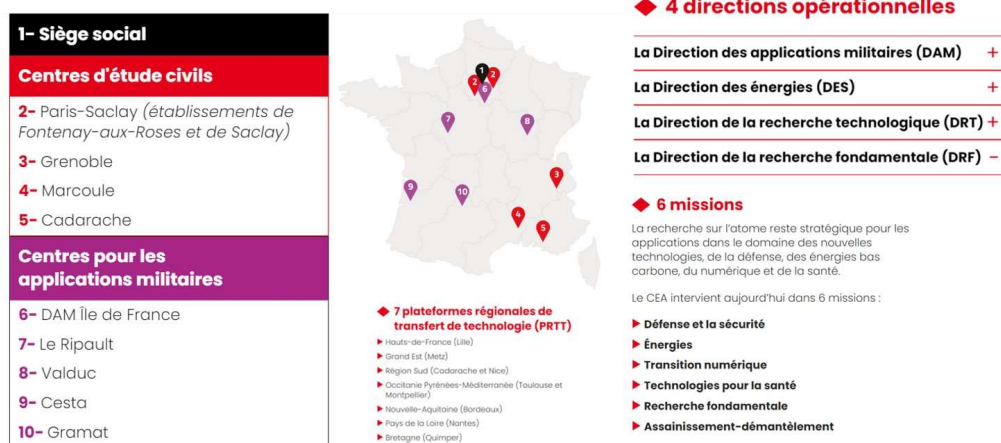 1- Siège social
Centres d'étude civils
2- Paris-Saclay (établissements de
Fontenay-aux-Roses et de Saclay)
3- Grenoble
4- Marcoule
5- Cadarache
Centres pour les
applications militaires
6- DAM Île de France
7- Le Ripault
8- Valduc
9- Cesta
10- Gramat
1
2
2
6
7
8
3
9
10
4
5
7 plateformes régionales de
transfert de technologie (PRTT)
Hauts-de-France (Lille)
Grand Est (Metz)
Région Sud (Cadarache et Nice)
Occitanie Pyrénées-Méditerranée (Toulouse et
Montpellier)
Nouvelle-Aquitaine (Bordeaux)
Pays de la Loire (Nantes)
Bretagne (Quimper)
4 directions opérationnelles
La Direction des applications militaires (DAM) +
La Direction des énergies (DES) +
La Direction de la recherche technologique (DRT) +
La Direction de la recherche fondamentale (DRF) -
6 missions
La recherche sur l'atome reste stratégique pour les
applications dans le domaine des nouvelles
technologies, de la défense, des énergies bas
carbone, du numérique et de la santé.
Le CEA intervient aujourd'hui dans 6 missions :
Défense et la sécurité
Énergies
Transition numérique
Technologies pour la santé
Recherche fondamentale
Assainissement-démantèlement